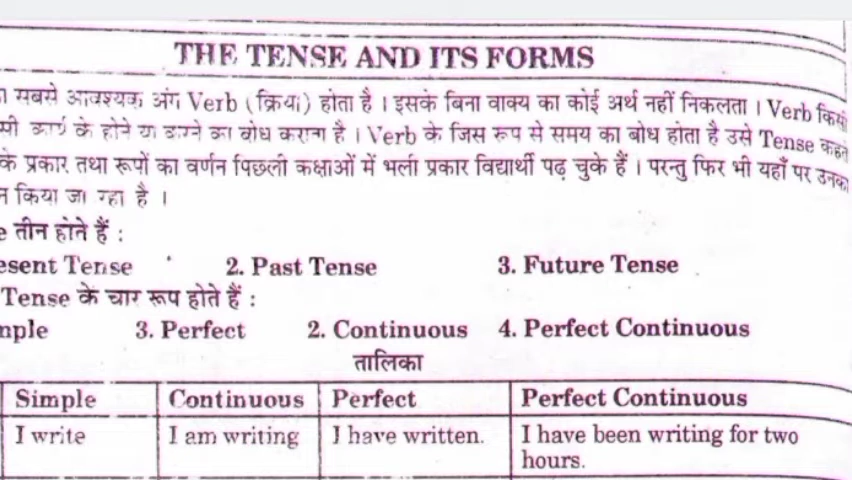 THE TENSE AND ITS FORMS
सबसे आवश्यक अंग Verb (क्रिया) होता है । इसके बिना वाक्य का कोई अर्थ नहीं निकलता । Verb किसी
कार्य के होने या करने का बोध कराता है । Verb के जिस रूप से समय का बोध होता है उसे Tense कहते
के प्रकार तथा रूपों का वर्णन पिछली कक्षाओं में भली प्रकार विद्यार्थी पढ़ चुके हैं । परन्तु फिर भी यहाँ पर उनका
किया जा रहा है ।
तीन होते हैं :
esent Tense 2. Past Tense 3. Future Tense
Tense के चार रूप होते हैं :
mple 3. Perfect 2. Continuous 4. Perfect Continuous
तालिका
Simple Continuous Perfect Perfect Continuous
I write I am writing I have written. I have been writing for two
hours.